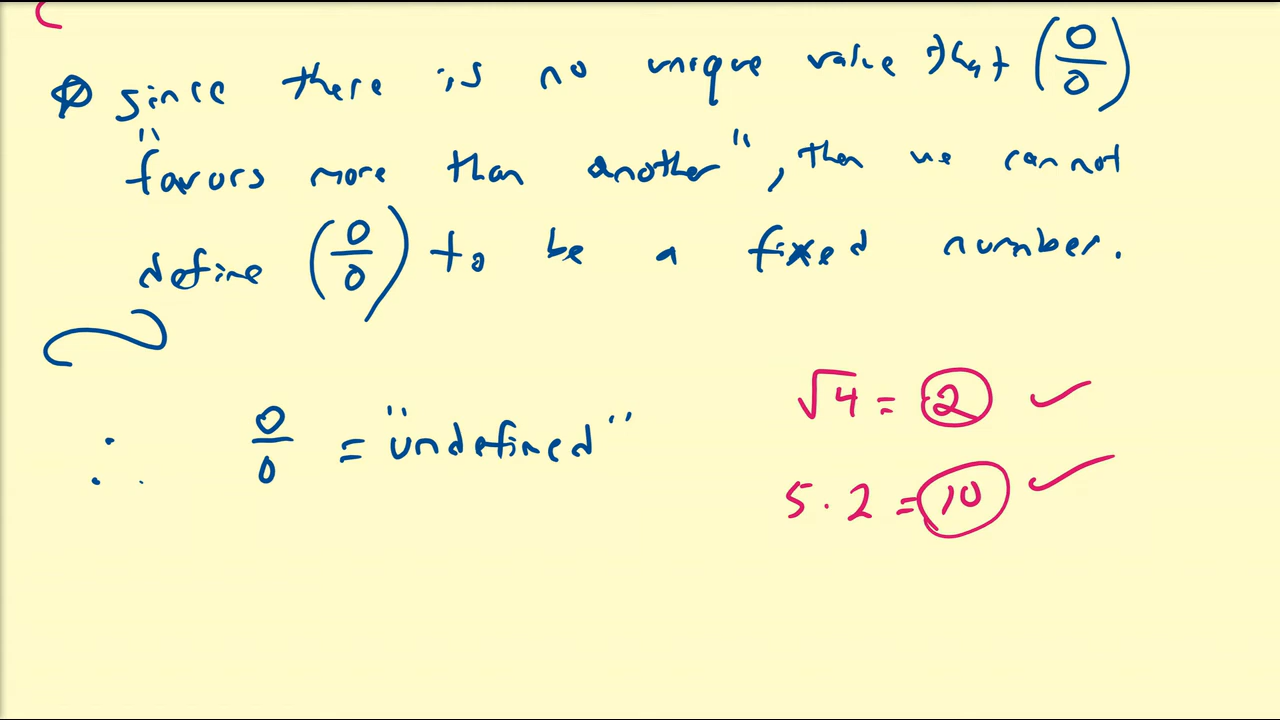 since there is no unique value that (0/0)
"favors more than another", then we cannot
define (0/0) to be a fixed number.
√4 = 2 ✓
∴ 0/0 = "undefined"
5 · 2 = 10 ✓